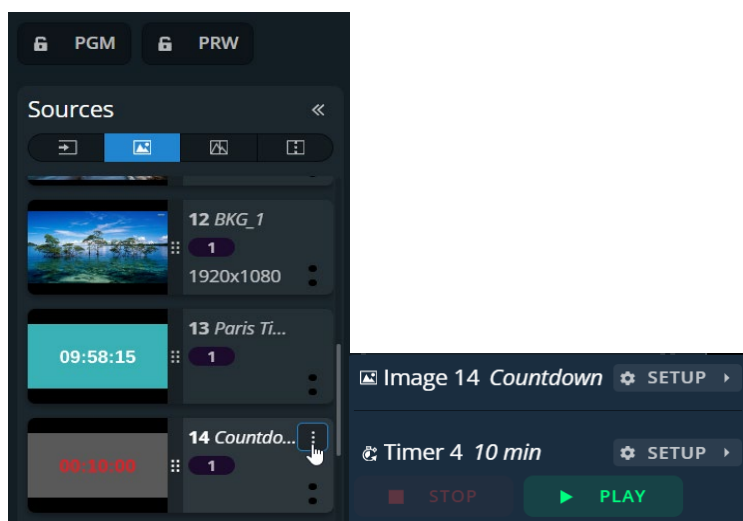 PGM PRW
Sources
12 BKG_1
1
1920x1080
13 Paris Ti...
09:58:15
1
14 Countdo...
00:10:00
1
Image 14 Countdown SETUP
Timer 4 10 min SETUP
STOP PLAY